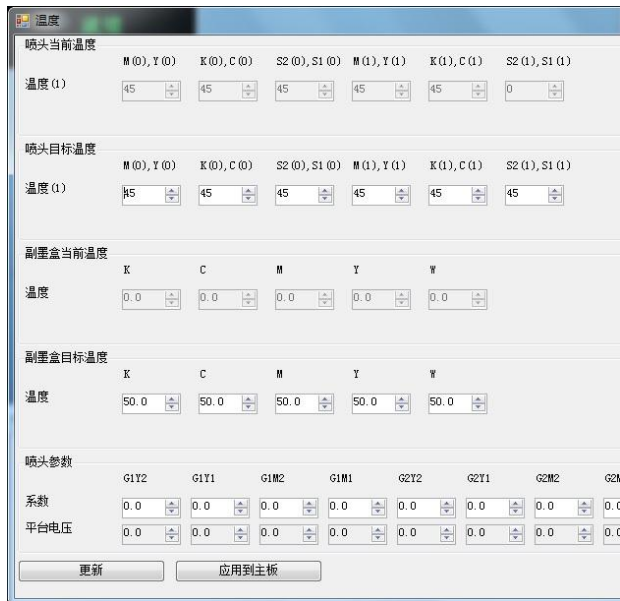 温度
喷头当前温度
M(0),Y(0) K(0),C(0) S2(0),S1(0) M(1),Y(1) K(1),C(1) S2(1),S1(1)
温度(1) 45 45 45 45 45 0
喷头目标温度
M(0),Y(0) K(0),C(0) S2(0),S1(0) M(1),Y(1) K(1),C(1) S2(1),S1(1)
温度(1) 45 45 45 45 45 45
副墨盒当前温度
K C M Y W
温度 0.0 0.0 0.0 0.0 0.0
副墨盒目标温度
K C M Y W
温度 50.0 50.0 50.0 50.0 50.0
喷头参数
G1Y2 G1Y1 G1M2 G1M1 G2Y2 G2Y1 G2M2
系数 0.0 0.0 0.0 0.0 0.0 0.0 0.0
平台电压 0.0 0.0 0.0 0.0 0.0 0.0 0.0
更新 应用到主板